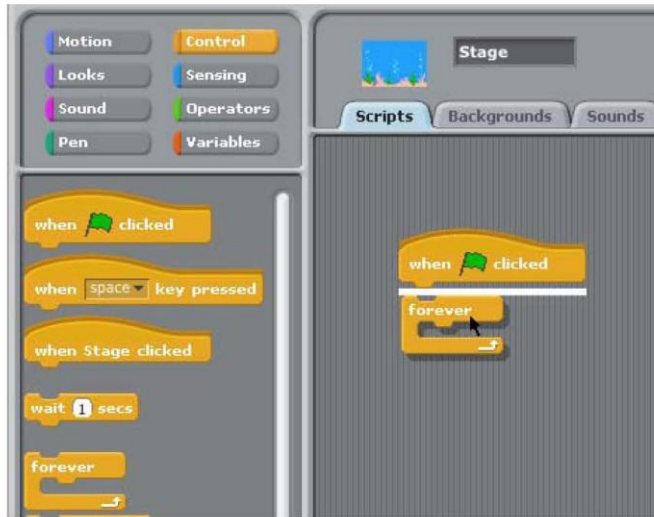 Motion Control
Looks Sensing
Sound Operators
Pen Variables
when clicked
when space key pressed
when Stage clicked
wait 1 secs
forever
Stage
Scripts Backgrounds Sounds
when clicked
forever